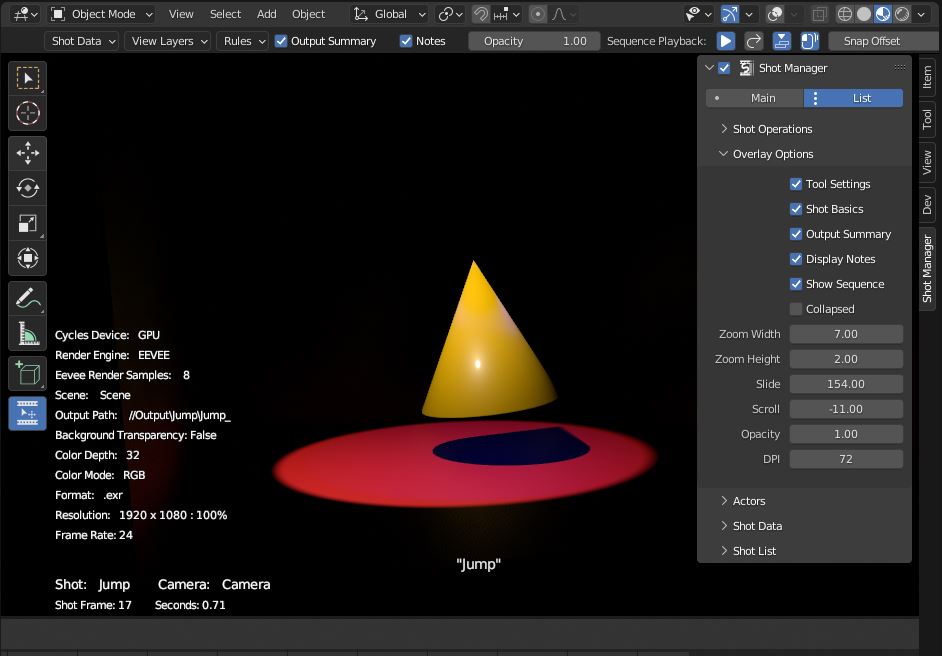 Object Mode View Select Add Object Global
Shot Data View Layers Rules Output Summary Notes Opacity 1.00 Sequence Playback: Snap Offset
Shot Manager
Main List
Shot Operations
Overlay Options
Tool Settings
Shot Basics
Output Summary
Display Notes
Show Sequence
Collapsed
Zoom Width 7.00
Zoom Height 2.00
Slide 154.00
Scroll -11.00
Opacity 1.00
DPI 72
Actors
Shot Data
Shot List
Item
Tool
View
Dev
Shot Manager
Cycles Device: GPU
Render Engine: EEVEE
Eevee Render Samples: 8
Scene: Scene
Output Path: //Output\Jump\Jump_
Background Transparency: False
Color Depth: 32
Color Mode: RGB
Format: .exr
Resolution: 1920 x 1080 : 100%
Frame Rate: 24
"Jump"
Shot: Jump Camera: Camera
Shot Frame: 17 Seconds: 0.71